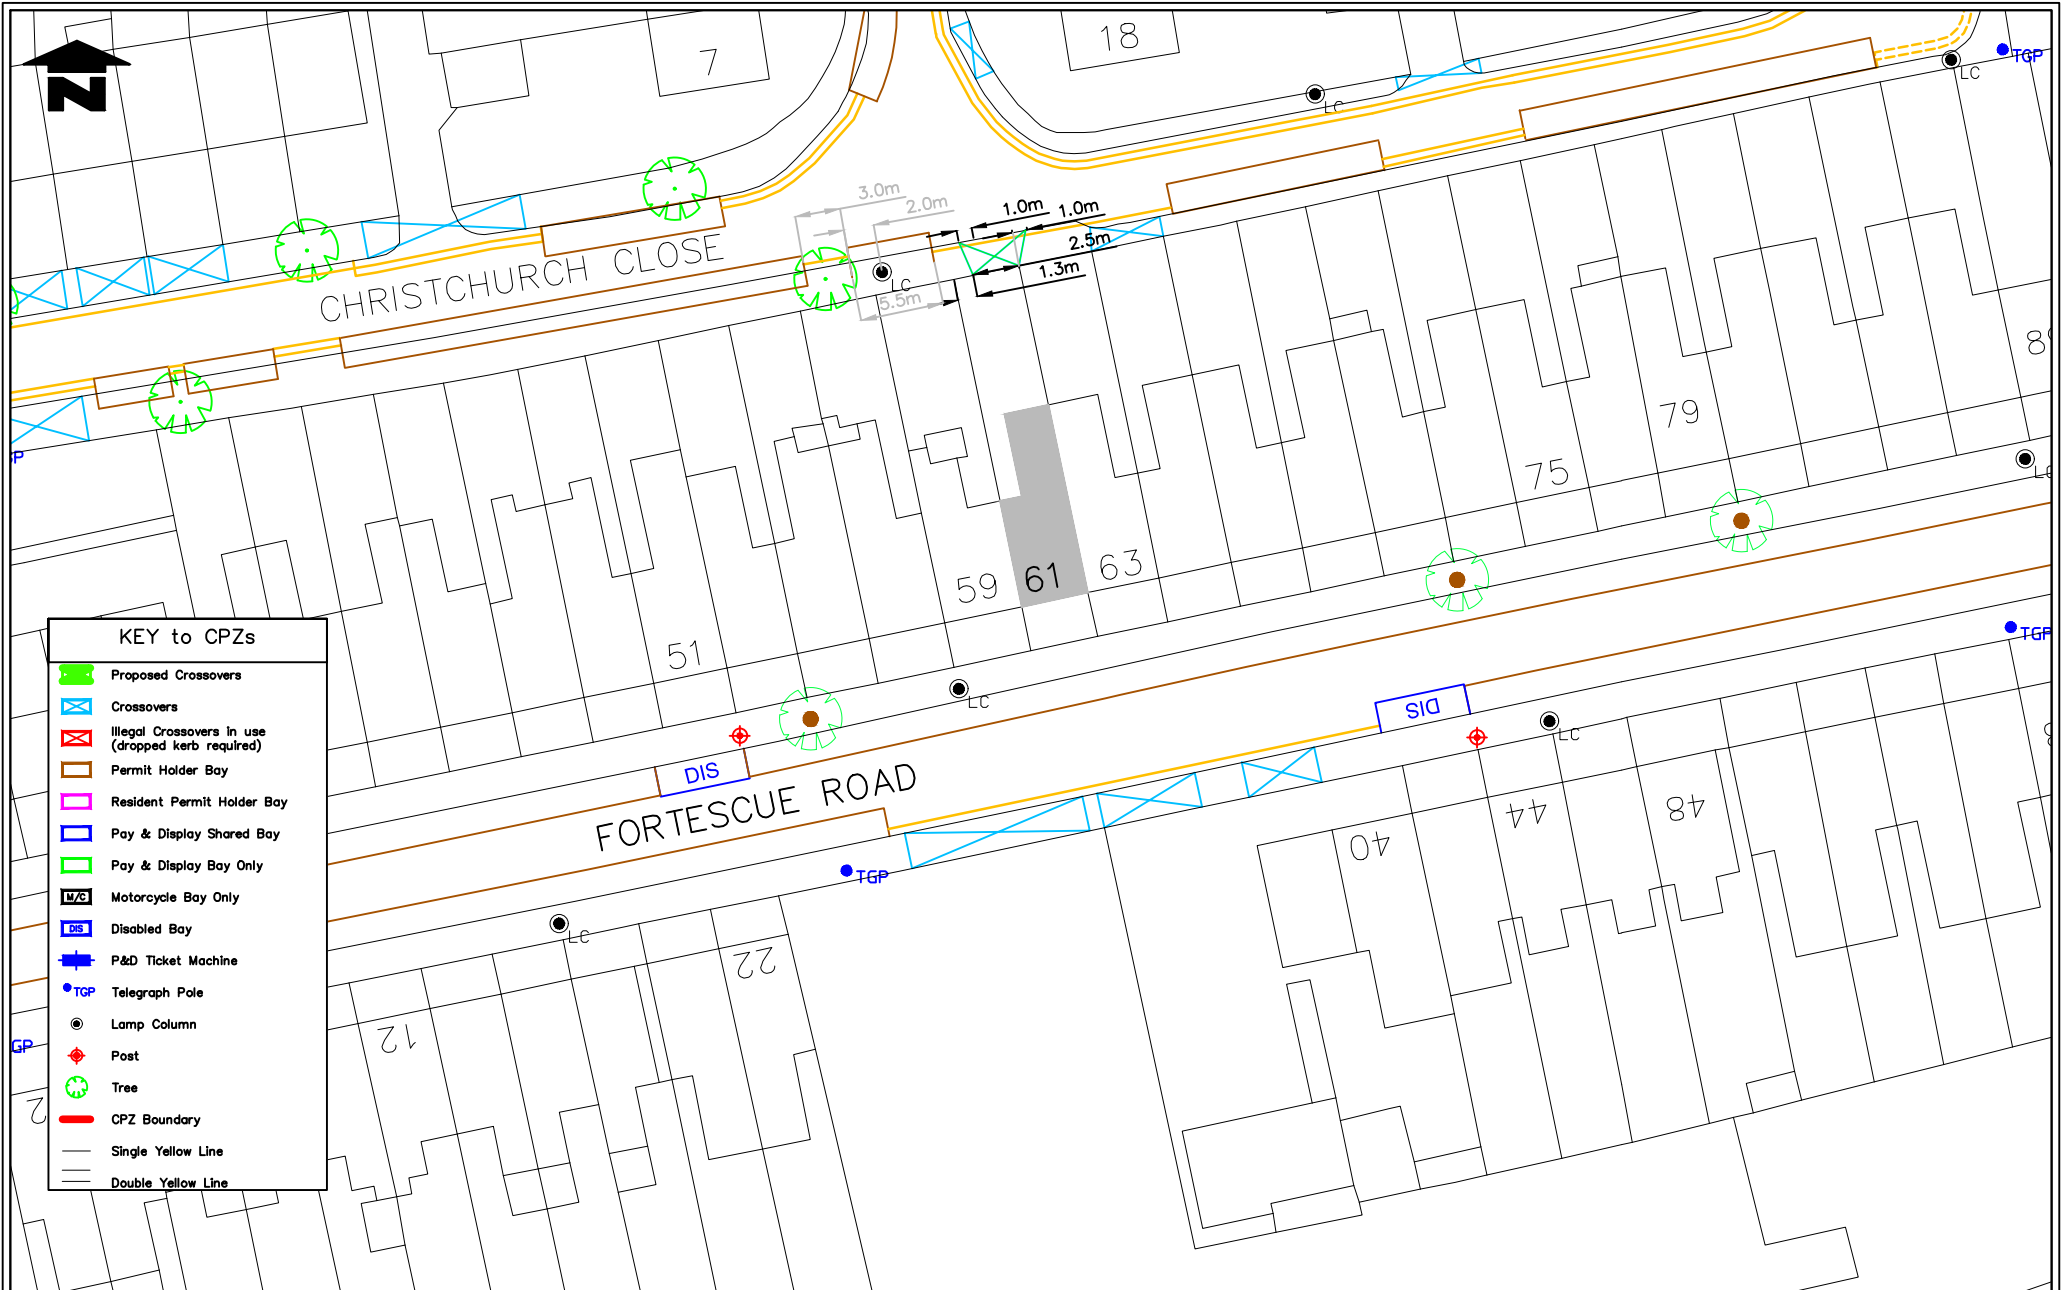 7
18
LC
LC
TGP
N
3.0m
2.0m
1.0m
1.0m
2.5m
1.3m
5.5m
LC
CHRISTCHURCH CLOSE
79
75
63
61
59
51
LC
LC
TGP
DIS
DIS
LC
FORTESCUE ROAD
TGP
LC
40
44
48
22
12
2
GP
KEY to CPZs
Proposed Crossovers
Crossovers
Illegal Crossovers in use
(dropped kerb required)
Permit Holder Bay
Resident Permit Holder Bay
Pay & Display Shared Bay
Pay & Display Bay Only
M/C Motorcycle Bay Only
DIS Disabled Bay
P&D Ticket Machine
TGP Telegraph Pole
Lamp Column
Post
Tree
CPZ Boundary
Single Yellow Line
Double Yellow Line